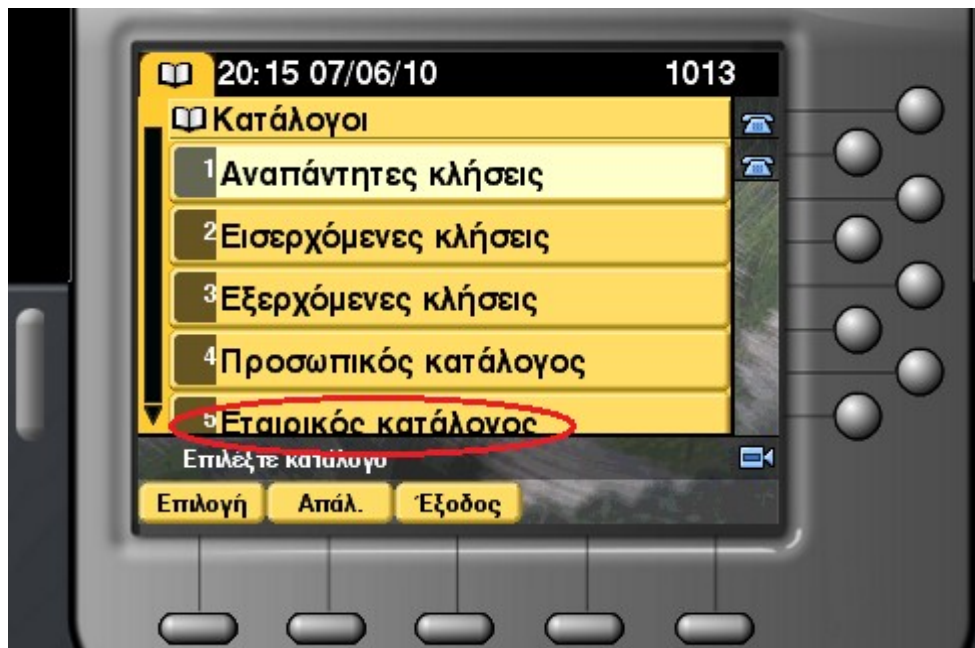 20:15 07/06/10 1013
Κατάλογοι
1 Αναπάντητες κλήσεις
2 Εισερχόμενες κλήσεις
3 Εξερχόμενες κλήσεις
4 Προσωπικός κατάλογος
5 Εταιρικός κατάλογος
Επιλέξτε κατάλογο
Επιλογή Απάλ. Έξοδος